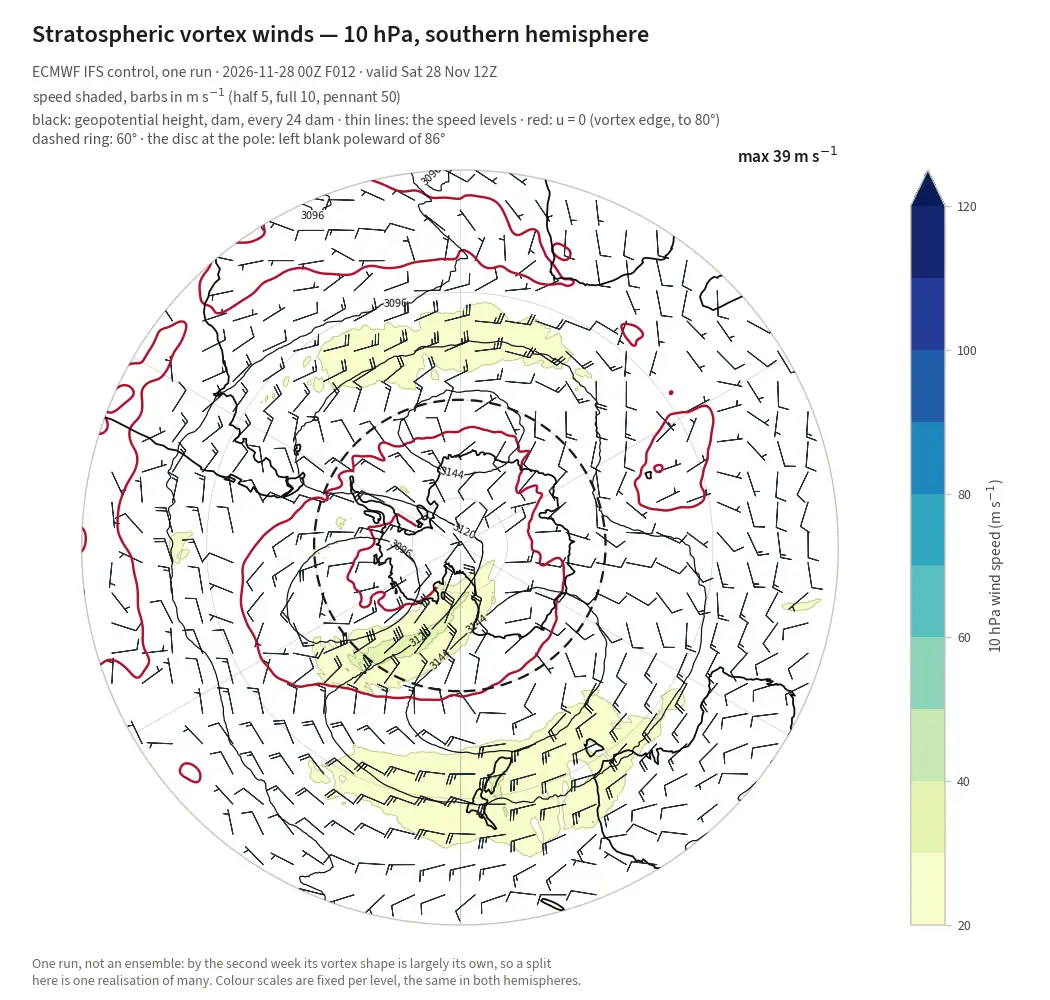 Stratospheric vortex winds — 10 hPa, southern hemisphere
ECMWF IFS control, one run · 2026-11-28 00Z F012 · valid Sat 28 Nov 12Z
speed shaded, barbs in m s⁻¹ (half 5, full 10, pennant 50)
black: geopotential height, dam, every 24 dam · thin lines: the speed levels · red: u = 0 (vortex edge, to 80°)
dashed ring: 60° · the disc at the pole: left blank poleward of 86°
max 39 m s⁻¹
3096
3096
3096
3144
3120
3096
3144
3144
120
100
80
60
40
20
10 hPa wind speed (m s⁻¹)
One run, not an ensemble: by the second week its vortex shape is largely its own, so a split
here is one realisation of many. Colour scales are fixed per level, the same in both hemispheres.